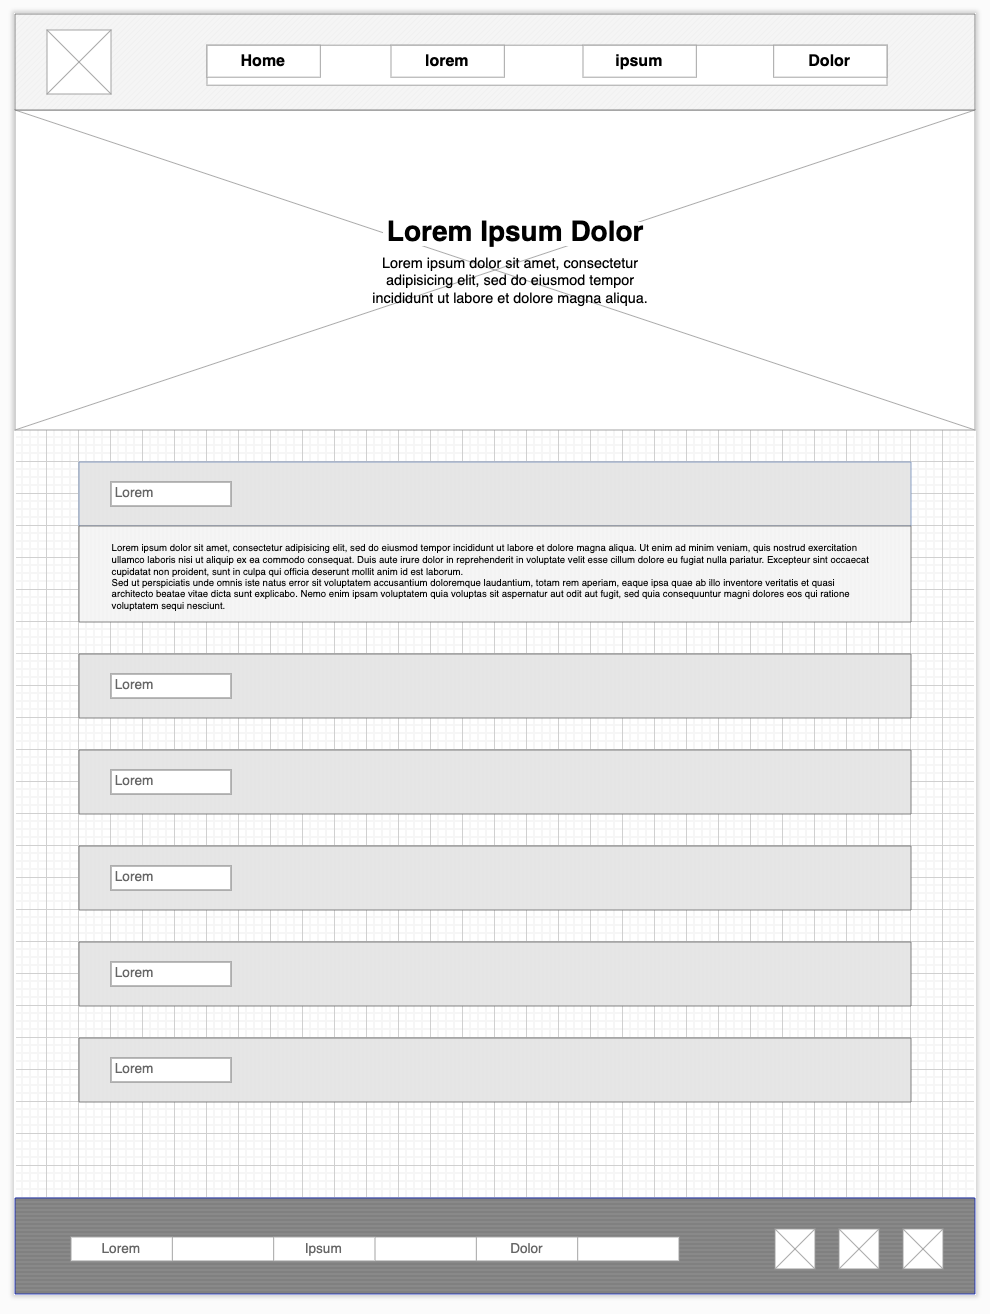 Home lorem ipsum Dolor
Lorem Ipsum Dolor
Lorem ipsum dolor sit amet, consectetur
adipisicing elit, sed do eiusmod tempor
incididunt ut labore et dolore magna aliqua.
Lorem
Lorem ipsum dolor sit amet, consectetur adipisicing elit, sed do eiusmod tempor incididunt ut labore et dolore magna aliqua. Ut enim ad minim veniam, quis nostrud exercitation
ullamco laboris nisi ut aliquip ex ea commodo consequat. Duis aute irure dolor in reprehenderit in voluptate velit esse cillum dolore eu fugiat nulla pariatur. Excepteur sint occaecat
cupidatat non proident, sunt in culpa qui officia deserunt mollit anim id est laborum.
Sed ut perspiciatis unde omnis iste natus error sit voluptatem accusantium doloremque laudantium, totam rem aperiam, eaque ipsa quae ab illo inventore veritatis et quasi
architecto beatae vitae dicta sunt explicabo. Nemo enim ipsam voluptatem quia voluptas sit aspernatur aut odit aut fugit, sed quia consequuntur magni dolores eos qui ratione
voluptatem sequi nesciunt.
Lorem
Lorem
Lorem
Lorem
Lorem
Lorem Ipsum Dolor